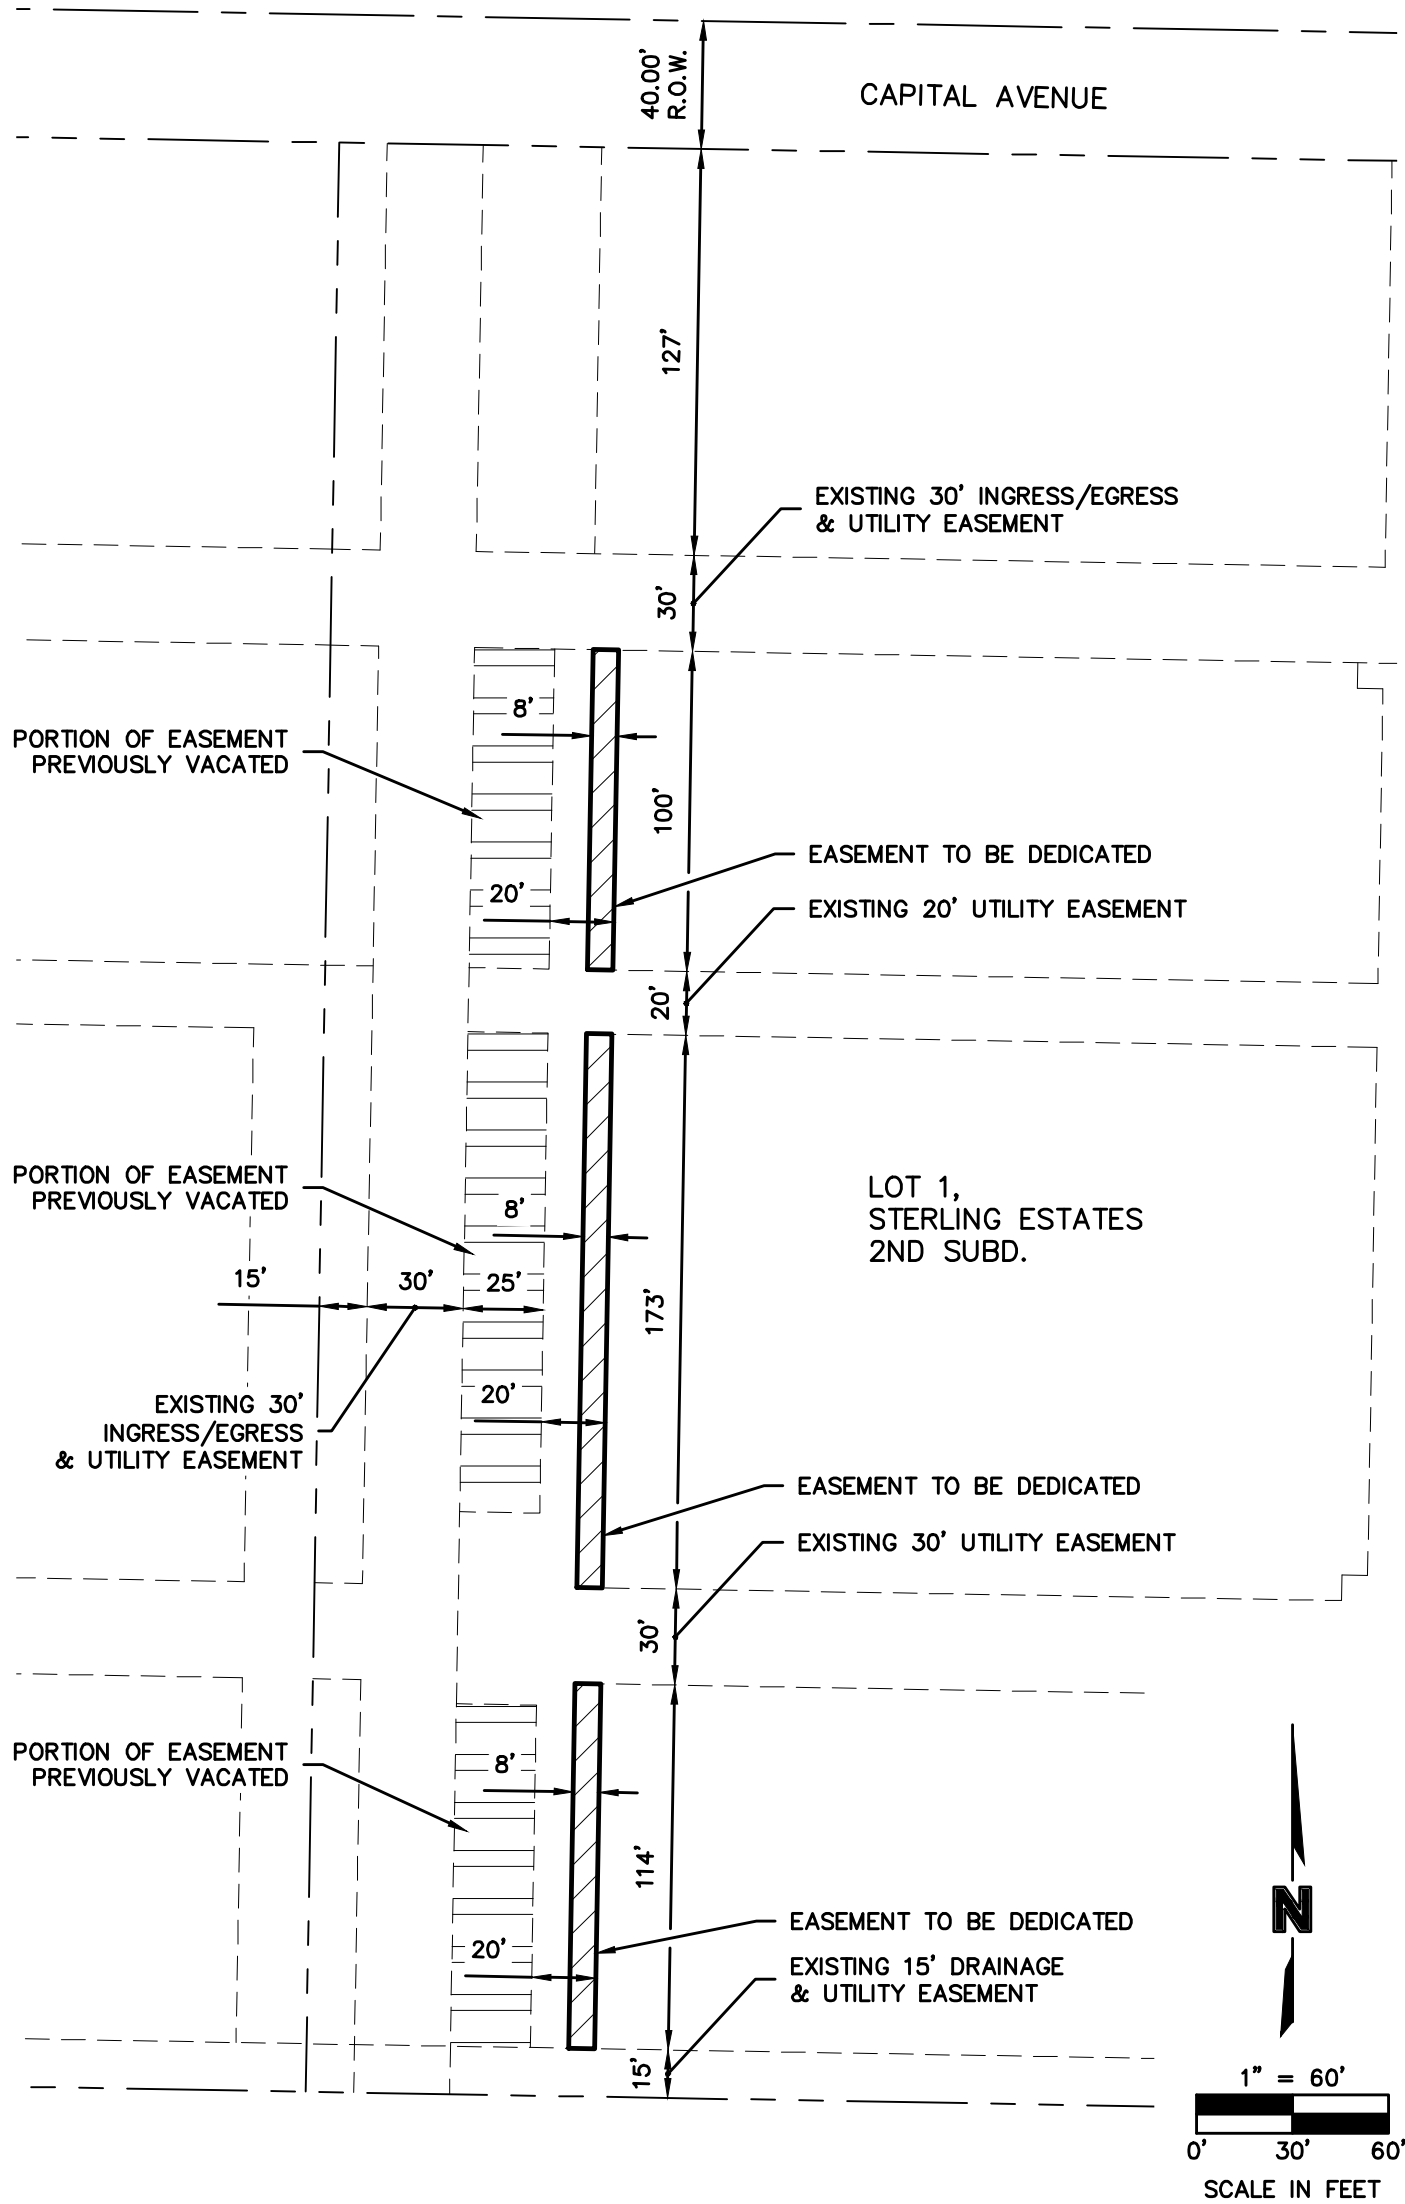 40.00'
R.O.W.
CAPITAL AVENUE
127'
EXISTING 30' INGRESS/EGRESS
& UTILITY EASEMENT
30'
8'
PORTION OF EASEMENT
PREVIOUSLY VACATED
100'
EASEMENT TO BE DEDICATED
20'
EXISTING 20' UTILITY EASEMENT
20'
PORTION OF EASEMENT
PREVIOUSLY VACATED
8'
LOT 1,
STERLING ESTATES
2ND SUBD.
15'
30'
25'
173'
20'
EXISTING 30'
INGRESS/EGRESS
& UTILITY EASEMENT
EASEMENT TO BE DEDICATED
EXISTING 30' UTILITY EASEMENT
30'
PORTION OF EASEMENT
PREVIOUSLY VACATED
8'
114'
EASEMENT TO BE DEDICATED
20'
EXISTING 15' DRAINAGE
& UTILITY EASEMENT
15'
N
1" = 60'
0' 30' 60'
SCALE IN FEET